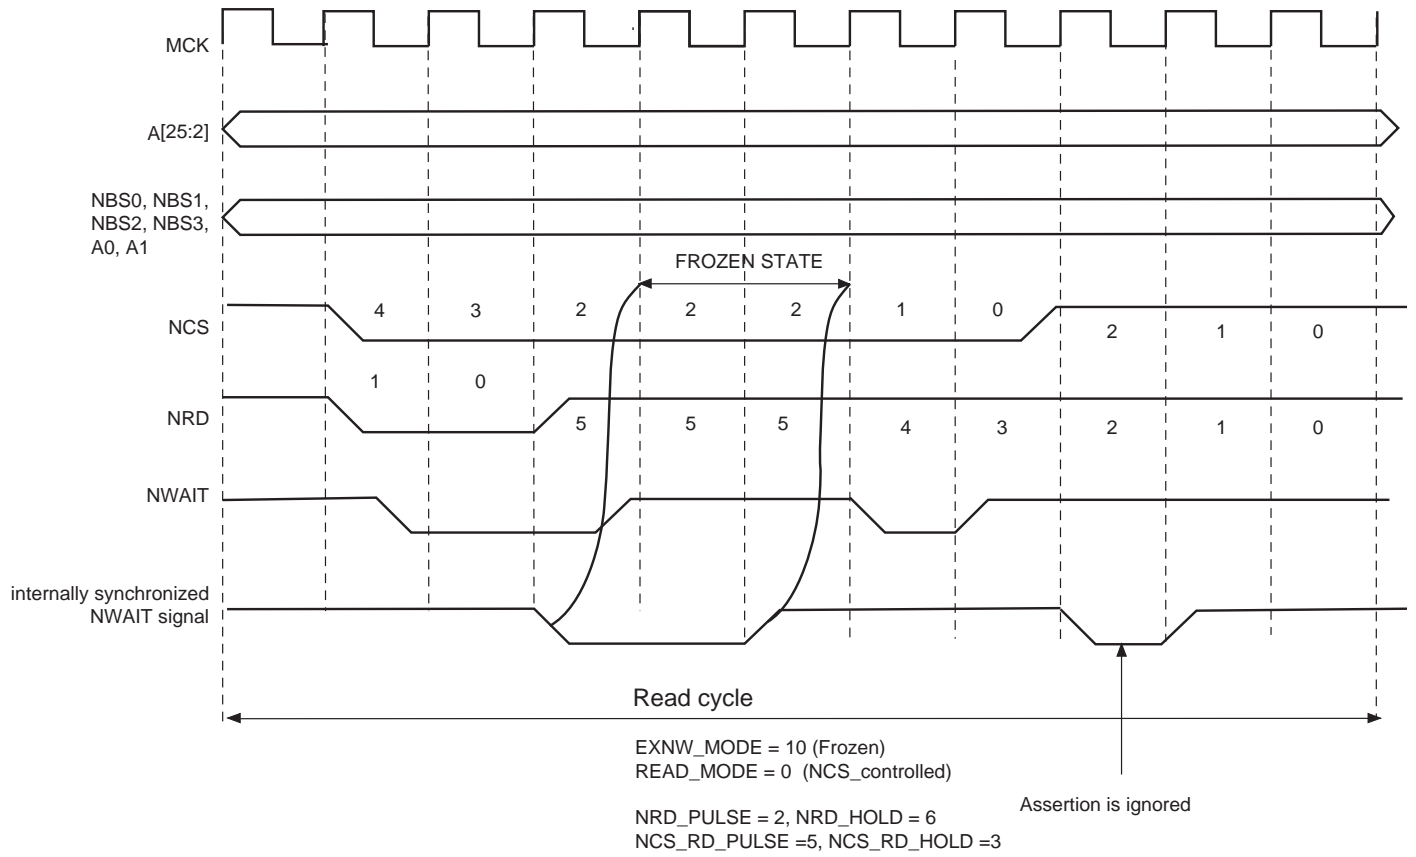 MCK
A[25:2]
NBS0, NBS1,
NBS2, NBS3,
A0, A1
FROZEN STATE
4 3 2 2 2 1 0
NCS
2 1 0
1 0
NRD
5 5 5 4 3 2 1 0
NWAIT
internally synchronized
NWAIT signal
Read cycle
EXNW_MODE = 10 (Frozen)
READ_MODE = 0 (NCS_controlled)
Assertion is ignored
NRD_PULSE = 2, NRD_HOLD = 6
NCS_RD_PULSE =5, NCS_RD_HOLD =3